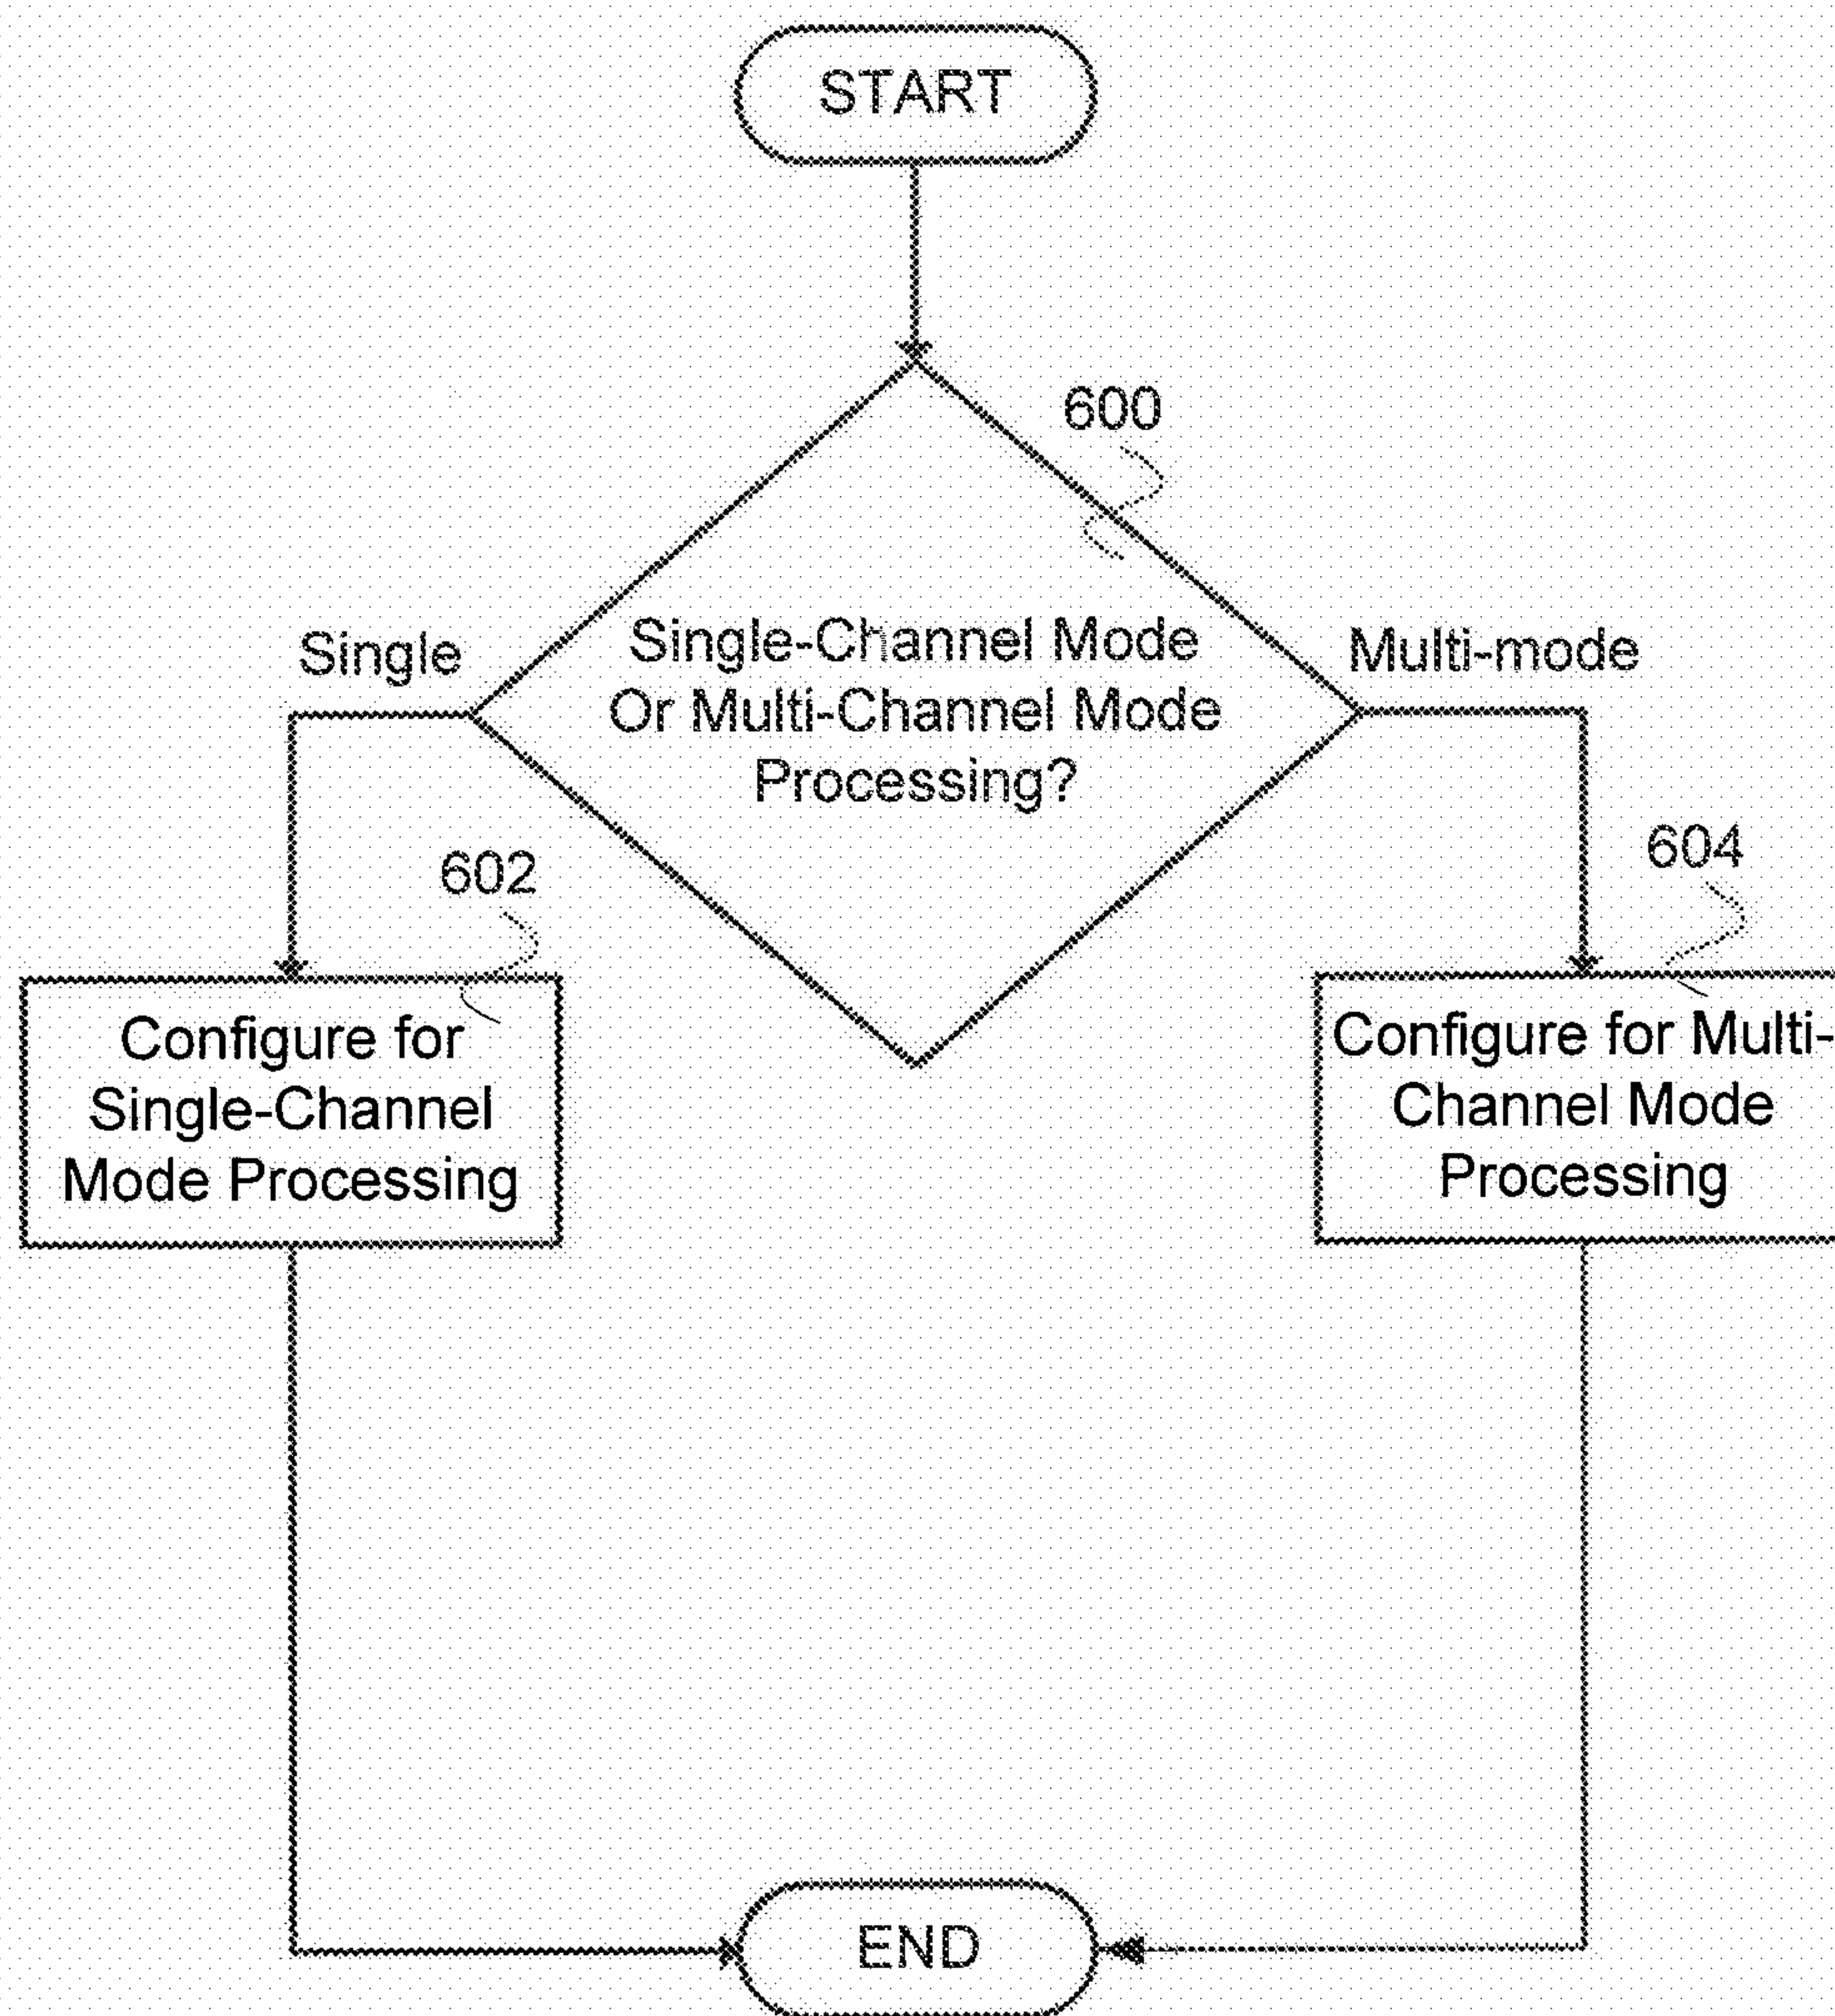 START
600
Single-Channel Mode
Or Multi-Channel Mode
Processing?
Single
Multi-mode
602
Configure for
Single-Channel
Mode Processing
604
Configure for Multi-
Channel Mode
Processing
END